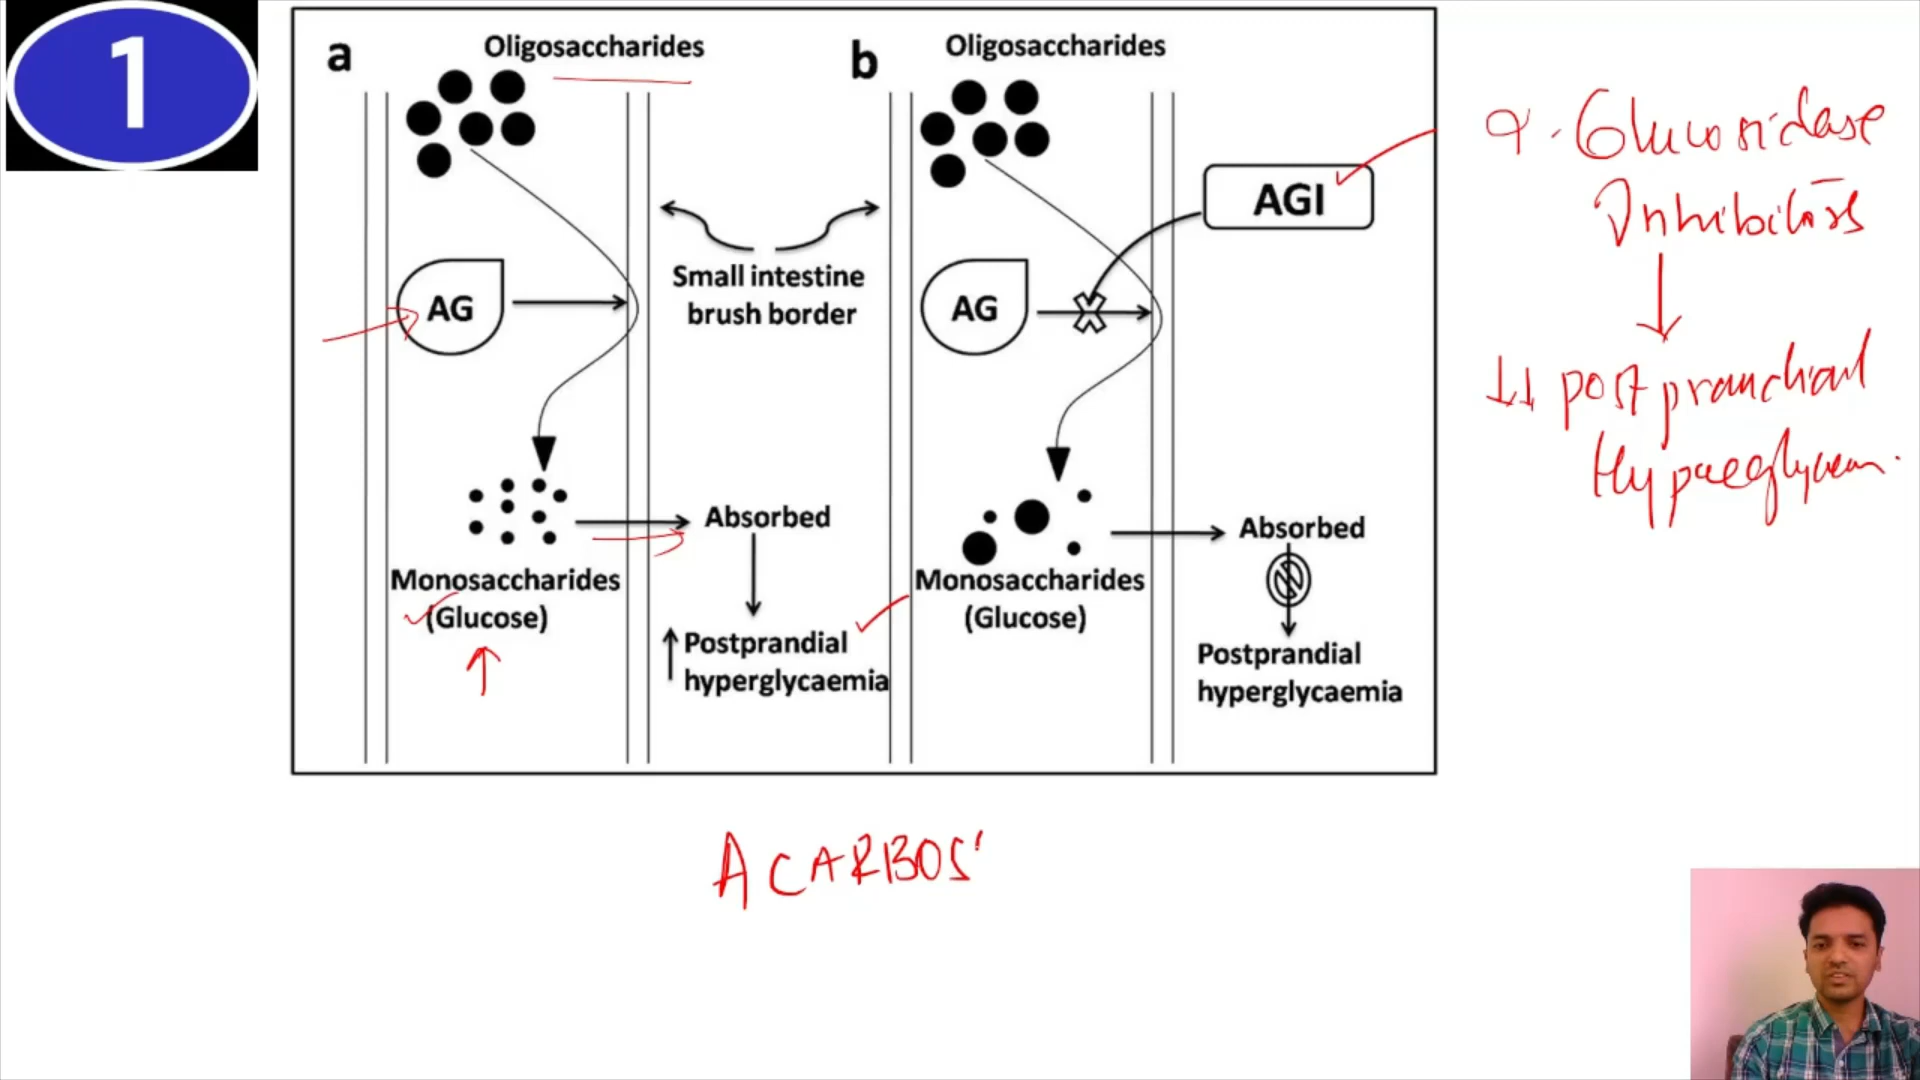 1
a
Oligosaccharides
AG
Small intestine
brush border
Absorbed
Monosaccharides
(Glucose)
↑ Postprandial
hyperglycaemia
b
Oligosaccharides
AGI
AG
Absorbed
Monosaccharides
(Glucose)
Postprandial
hyperglycaemia
α-Glucosidase
Inhibitors
↓
↓↓ post prandial
ACARBOS